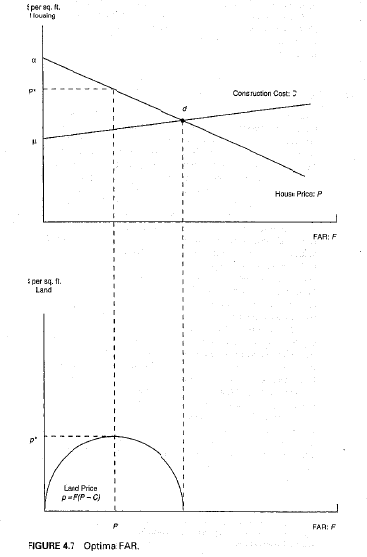 $ per sq. ft.
Housing
α
P*
d
Construction Cost: C
μ
House Price: P
FAR: F
$ per sq. ft.
Land
p*
Land Price
p = F(P – C)
P
FAR: F
FIGURE 4.7 Optimal FAR.